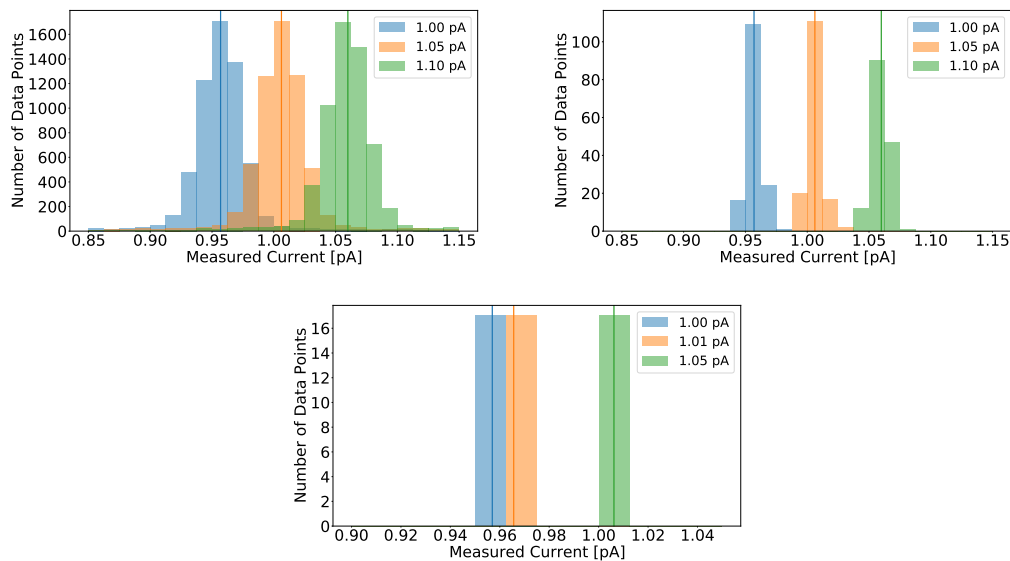 Number of Data Points
1600
1400
1200
1000
800
600
400
200
0
0.85 0.90 0.95 1.00 1.05 1.10 1.15
Measured Current [pA]
1.00 pA
1.05 pA
1.10 pA
Number of Data Points
100
80
60
40
20
0
0.85 0.90 0.95 1.00 1.05 1.10 1.15
Measured Current [pA]
1.00 pA
1.05 pA
1.10 pA
Number of Data Points
16
14
12
10
8
6
4
2
0
0.90 0.92 0.94 0.96 0.98 1.00 1.02 1.04
Measured Current [pA]
1.00 pA
1.01 pA
1.05 pA